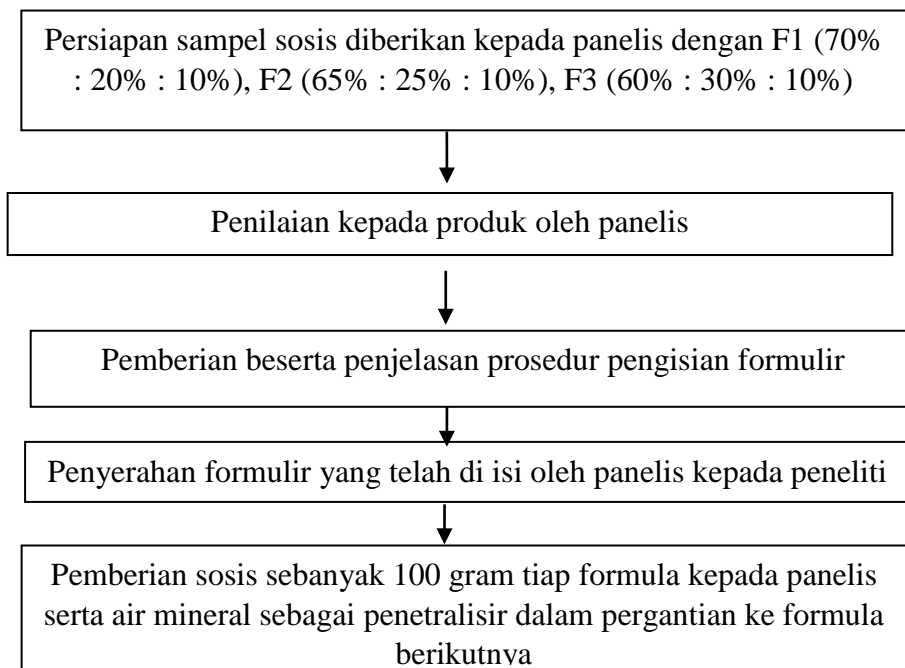 Persiapan sampel sosis diberikan kepada panelis dengan F1 (70%
: 20% : 10%), F2 (65% : 25% : 10%), F3 (60% : 30% : 10%)
Penilaian kepada produk oleh panelis
Pemberian beserta penjelasan prosedur pengisian formulir
Penyerahan formulir yang telah di isi oleh panelis kepada peneliti
Pemberian sosis sebanyak 100 gram tiap formula kepada panelis
serta air mineral sebagai penetralisir dalam pergantian ke formula
berikutnya